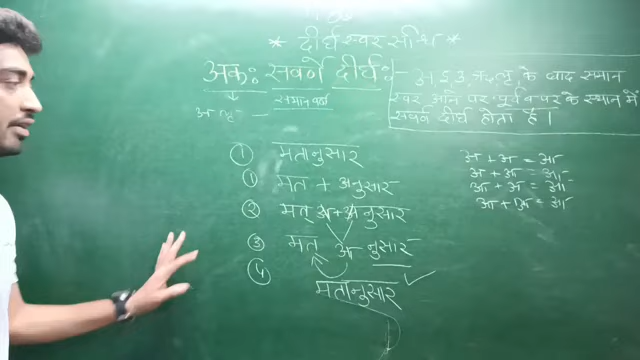 * दीर्घ स्वर सन्धि *
अक: सवर्णे दीर्घ:-
समान वर्ण
अ, इ, उ, ऋ, लृ के बाद समान
स्वर आने पर पूर्व व पर के स्थान में
सवर्ण दीर्घ होता है।
① मतानुसार
① मत + अनुसार
② मत् अ + अनुसार
③ मत आ नुसार
④ मतानुसार
अ + अ = आ
अ + आ = आ
आ + अ = आ
आ + आ = आ